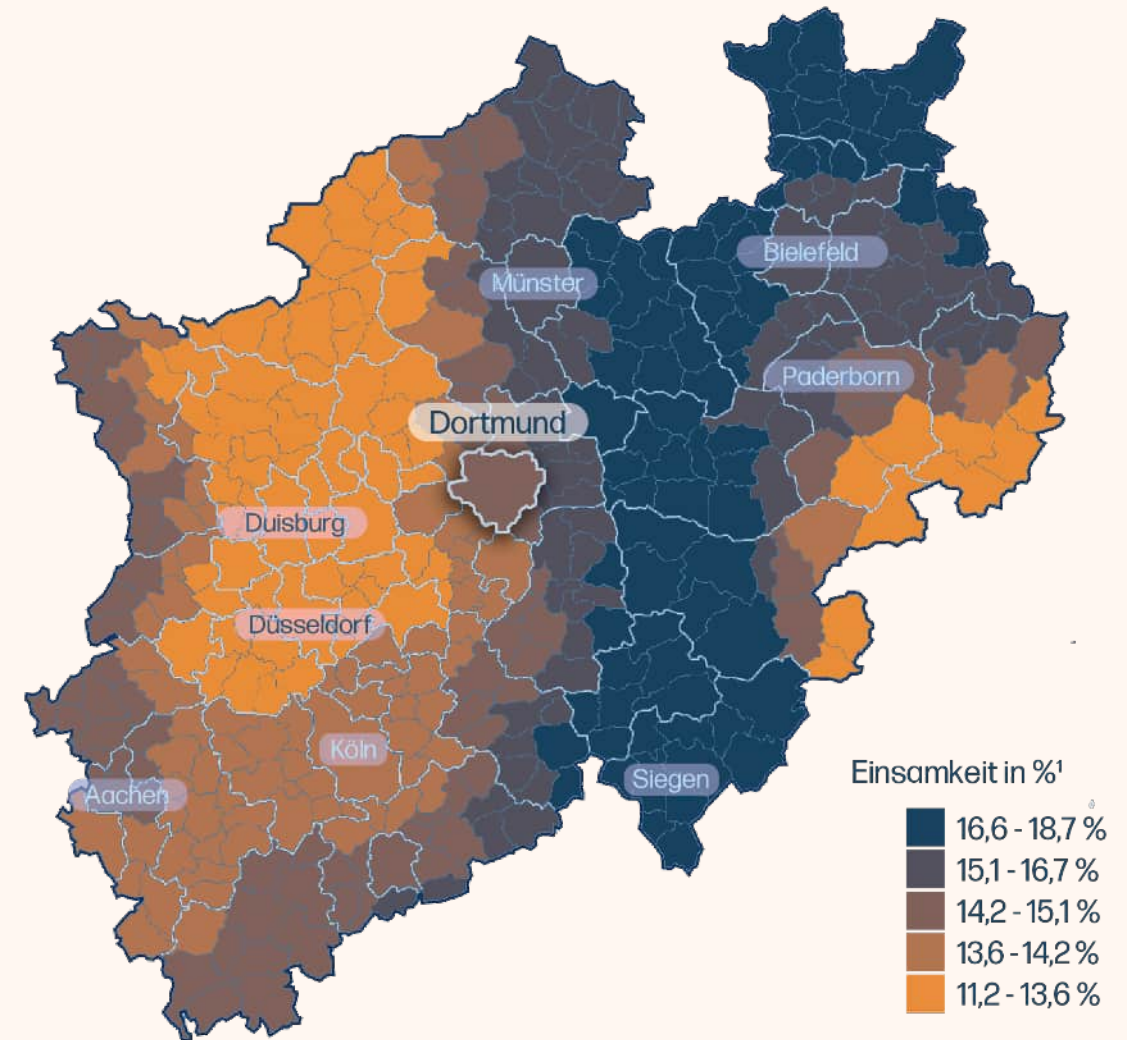 Bielefeld
Münster
Paderborn
Dortmund
Duisburg
Düsseldorf
Köln
Siegen
Aachen
Einsamkeit in %¹
16,6 - 18,7 %
15,1 - 16,7 %
14,2 - 15,1 %
13,6 - 14,2 %
11,2 - 13,6 %